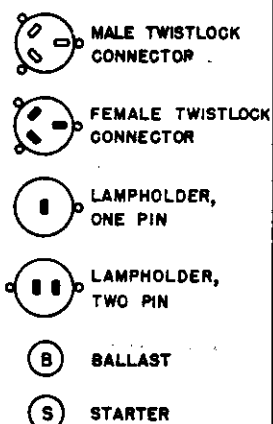 MALE TWISTLOCK
CONNECTOR
FEMALE TWISTLOCK
CONNECTOR
LAMPHOLDER,
ONE PIN
LAMPHOLDER,
TWO PIN
B BALLAST
S STARTER